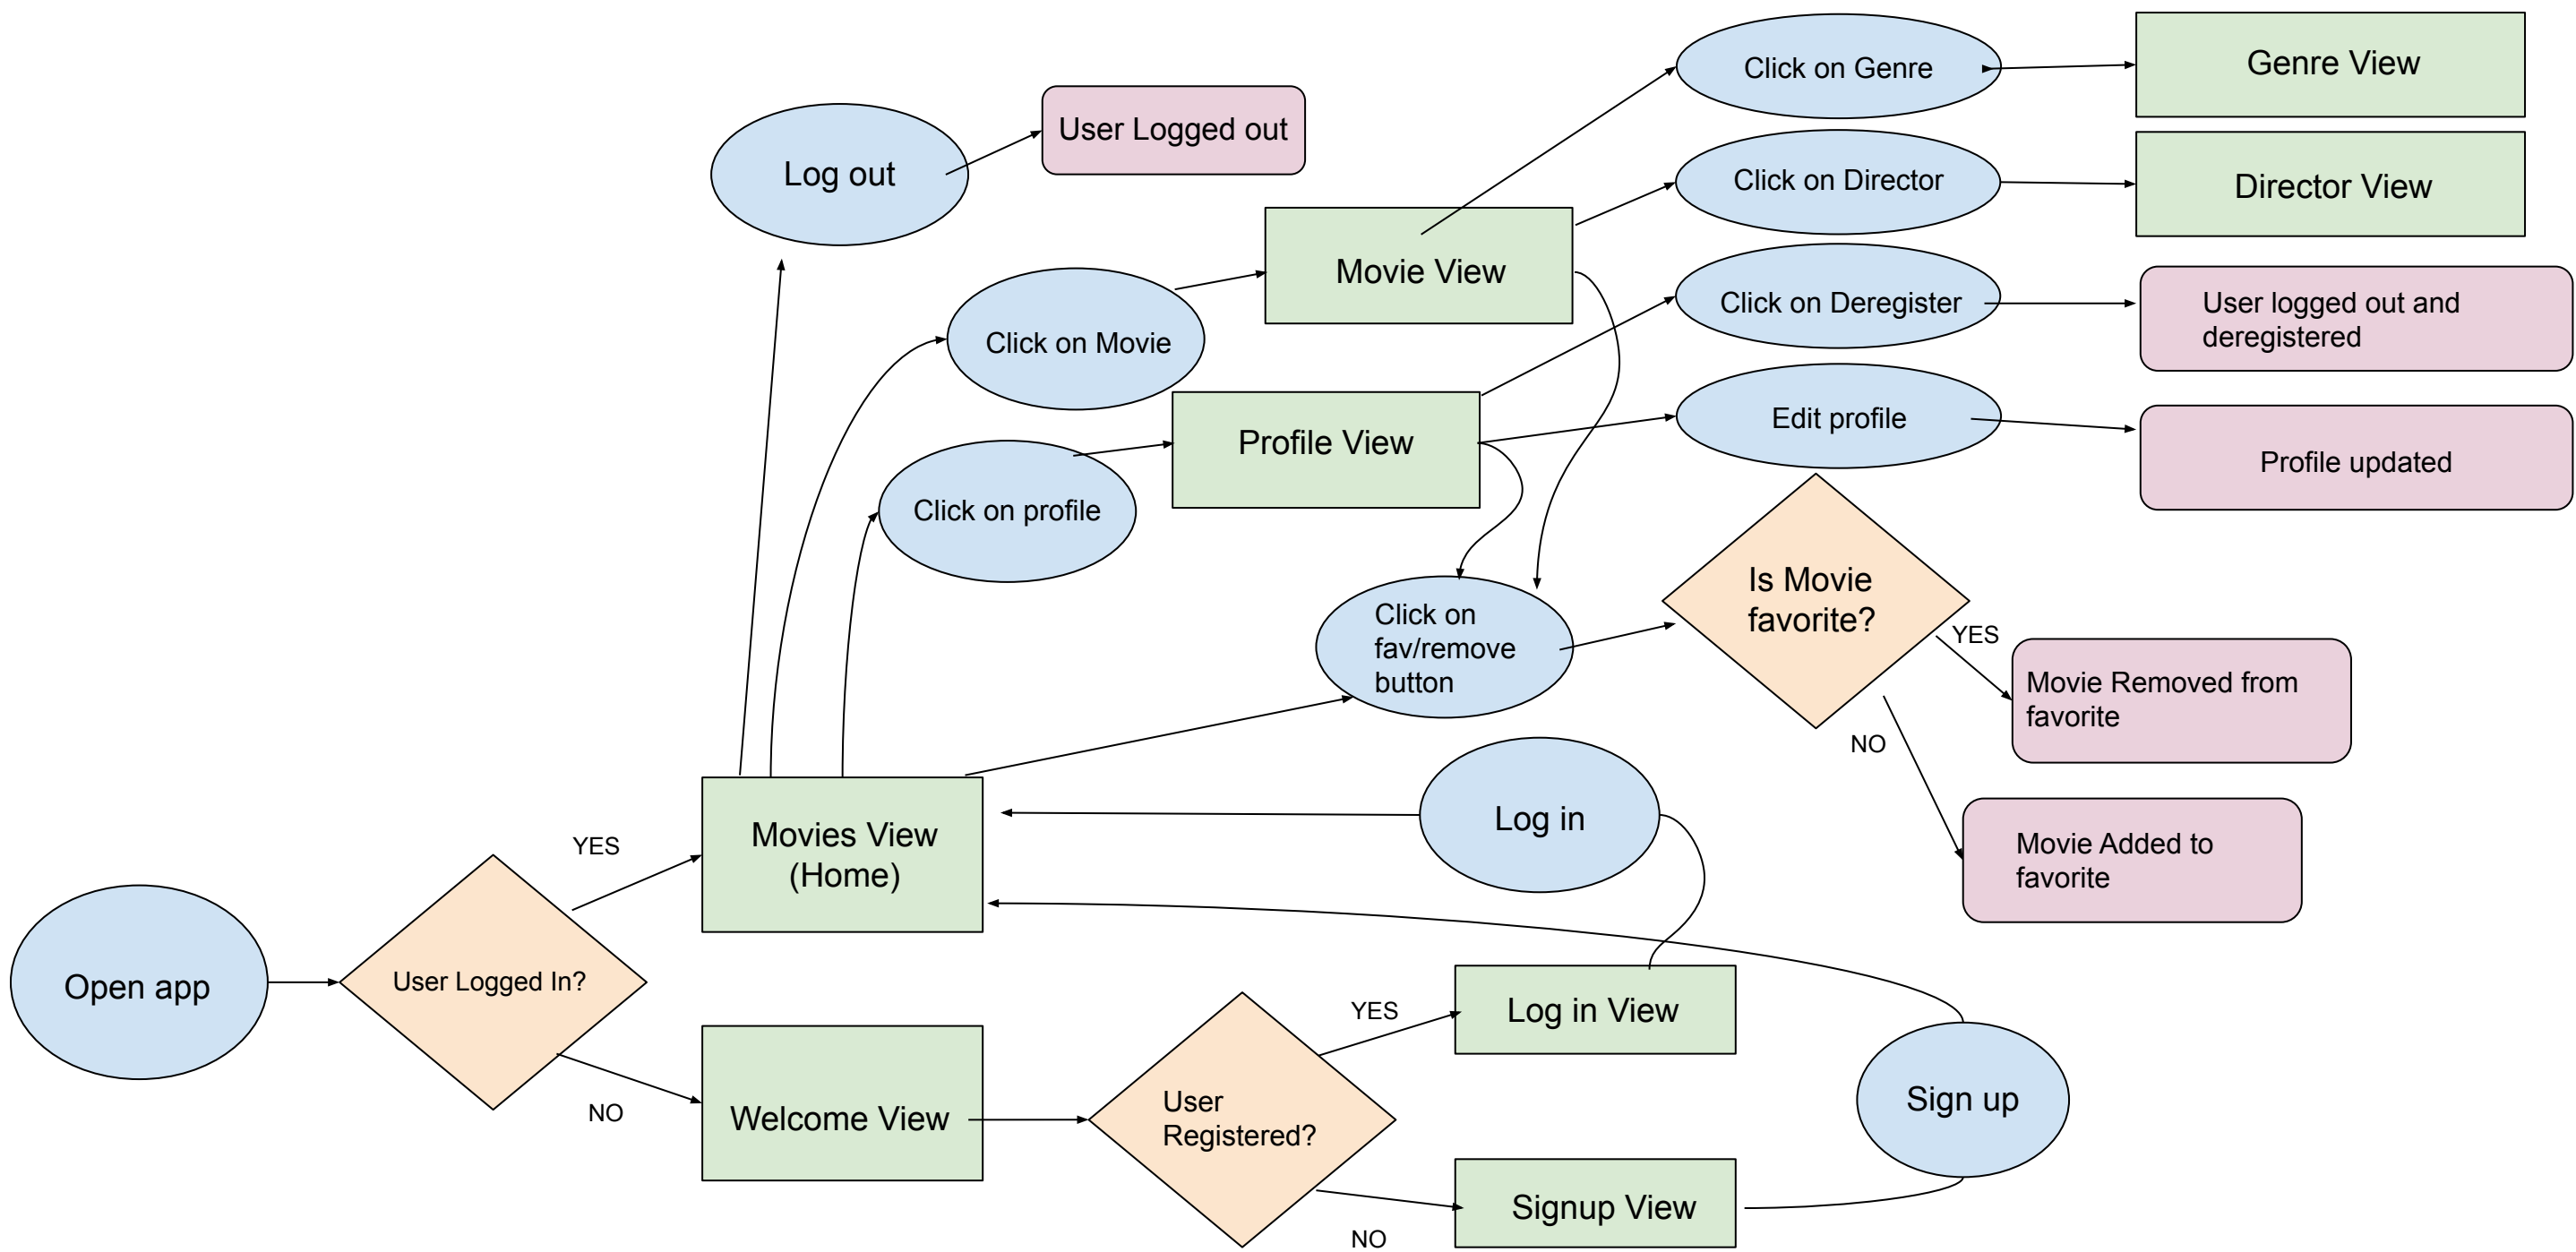 Click on Genre
Genre View
User Logged out
Log out
Click on Director
Director View
Movie View
Click on Deregister
User logged out and
deregistered
Click on Movie
Edit profile
Profile updated
Profile View
Click on profile
Is Movie
favorite?
Click on
fav/remove
button
YES
Movie Removed from
favorite
NO
Movie Added to
favorite
Log in
Movies View
(Home)
YES
Open app
User Logged In?
NO
Welcome View
User
Registered?
YES
Log in View
Sign up
NO
Signup View